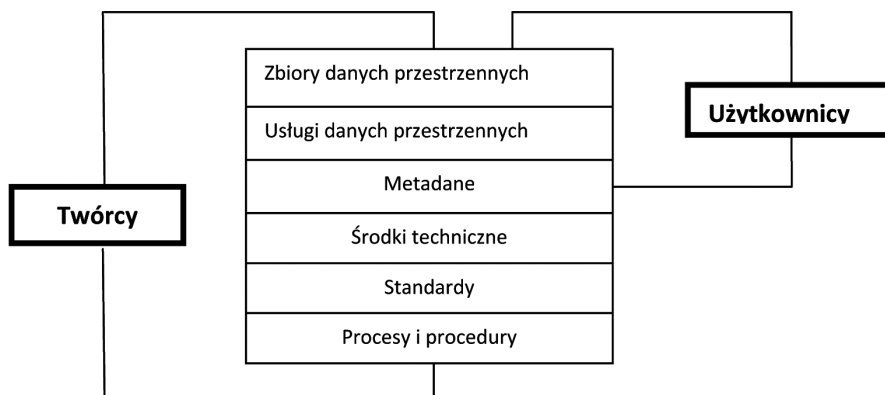 Zbiory danych przestrzennych
Użytkownicy
Usługi danych przestrzennych
Metadane
Twórcy
Środki techniczne
Standardy
Procesy i procedury